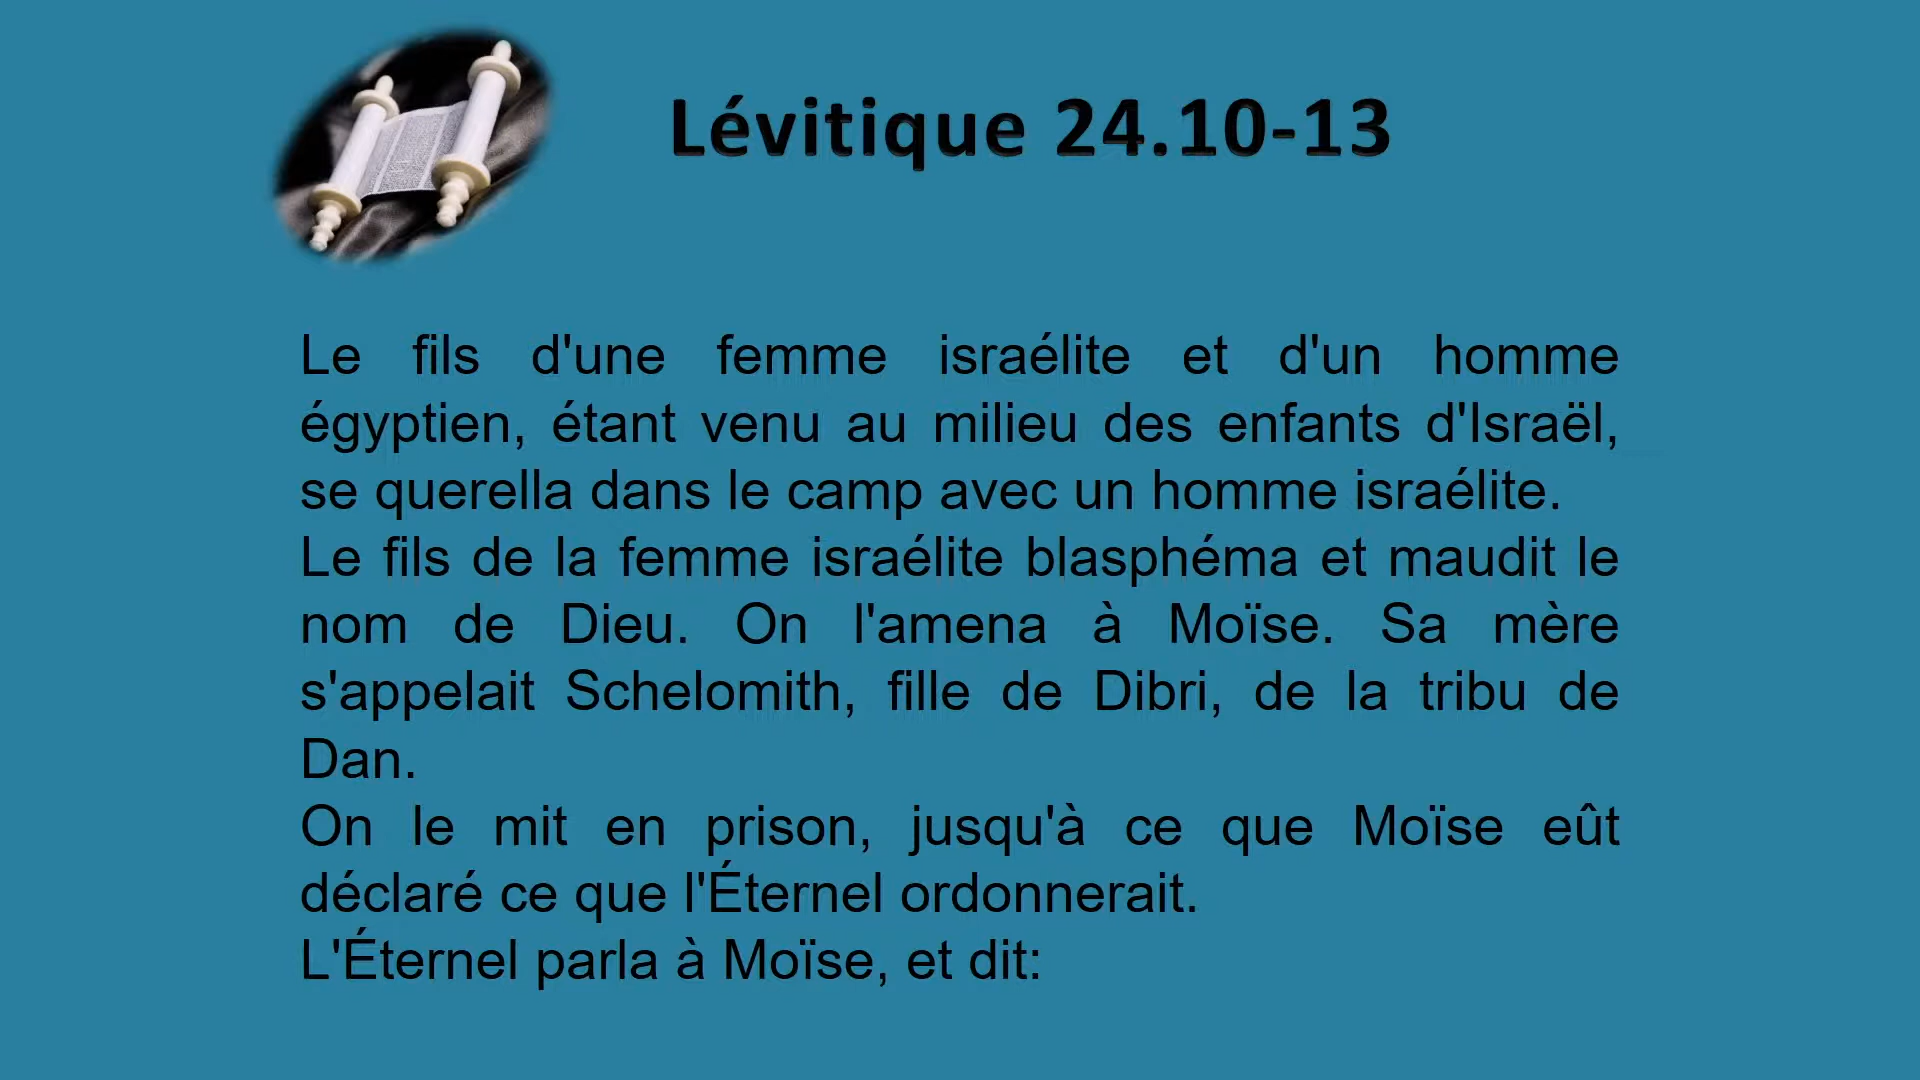 Lévitique 24.10-13
Le fils d'une femme israélite et d'un homme
égyptien, étant venu au milieu des enfants d'Israël,
se querella dans le camp avec un homme israélite.
Le fils de la femme israélite blasphéma et maudit le
nom de Dieu. On l'amena à Moïse. Sa mère
s'appelait Schelomith, fille de Dibri, de la tribu de
Dan.
On le mit en prison, jusqu'à ce que Moïse eût
déclaré ce que l'Éternel ordonnerait.
L'Éternel parla à Moïse, et dit: